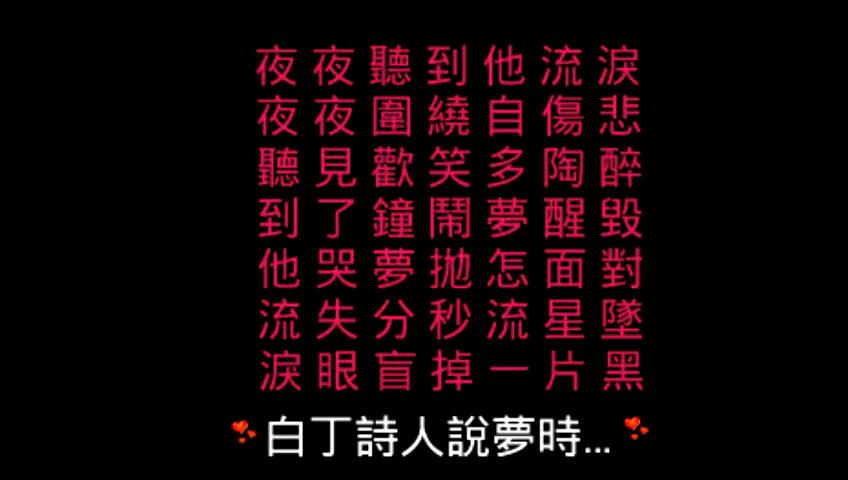 夜夜聽到他流淚
夜夜圍繞自傷悲
聽見歡笑多陶醉
到了鐘鬧夢醒毀
他哭夢拋怎面對
流失分秒流星墜
淚眼盲掉一片黑
白丁詩人說夢時...